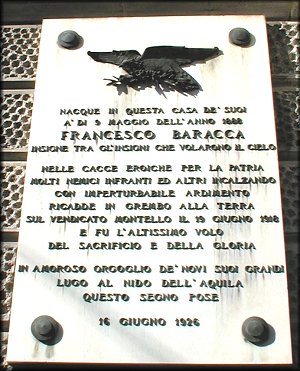 NACQUE IN QUESTA CASA DE' SUOI
A' DI 9 MAGGIO DELL'ANNO 1888
FRANCESCO BARACCA
INSIGNE TRA GL'INSIGNI CHE VOLARONO IL CIELO
NELLE CACCE EROICHE PER LA PATRIA
MOLTI NEMICI INFRANTI ED ALTRI INCALZANDO
CON IMPERTURBABILE ARDIMENTO
RICADDE IN GREMBO ALLA TERRA
SUL VENDICATO MONTELLO IL 19 GIUGNO 1918
E FU L'ALTISSIMO VOLO
DEL SACRIFICIO E DELLA GLORIA
IN AMOROSO ORGOGLIO DE' NOVI SUOI GRANDI
LUGO AL NIDO DELL'AQUILA
QUESTO SEGNO POSE
16 GIUGNO 1926